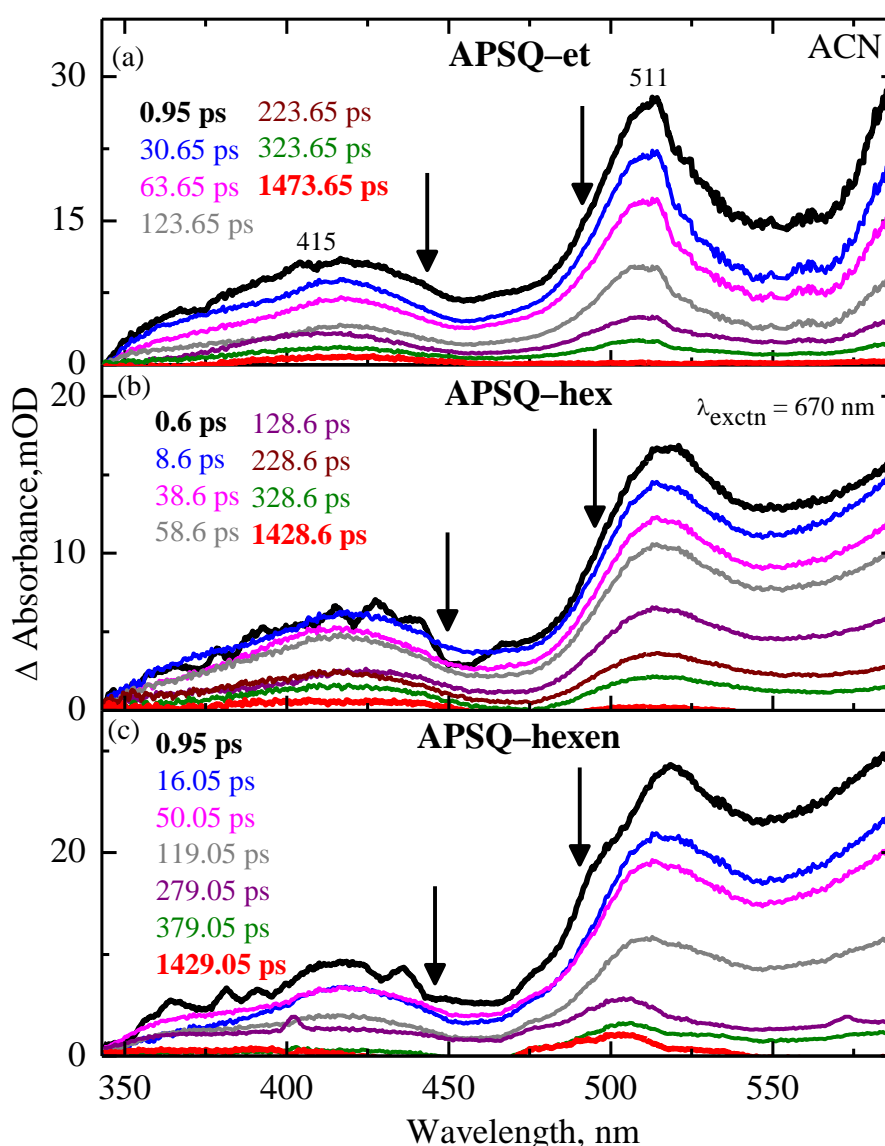 (a) APSQ–et ACN
511
30
0.95 ps 223.65 ps
30.65 ps 323.65 ps
63.65 ps 1473.65 ps
123.65 ps
15
415
0
(b) APSQ–hex
20
λexctn = 670 nm
0.6 ps 128.6 ps
8.6 ps 228.6 ps
38.6 ps 328.6 ps
58.6 ps 1428.6 ps
10
0
Δ Absorbance,mOD
(c) APSQ–hexen
0.95 ps
16.05 ps
50.05 ps
20
119.05 ps
279.05 ps
379.05 ps
1429.05 ps
0
350 400 450 500 550
Wavelength, nm